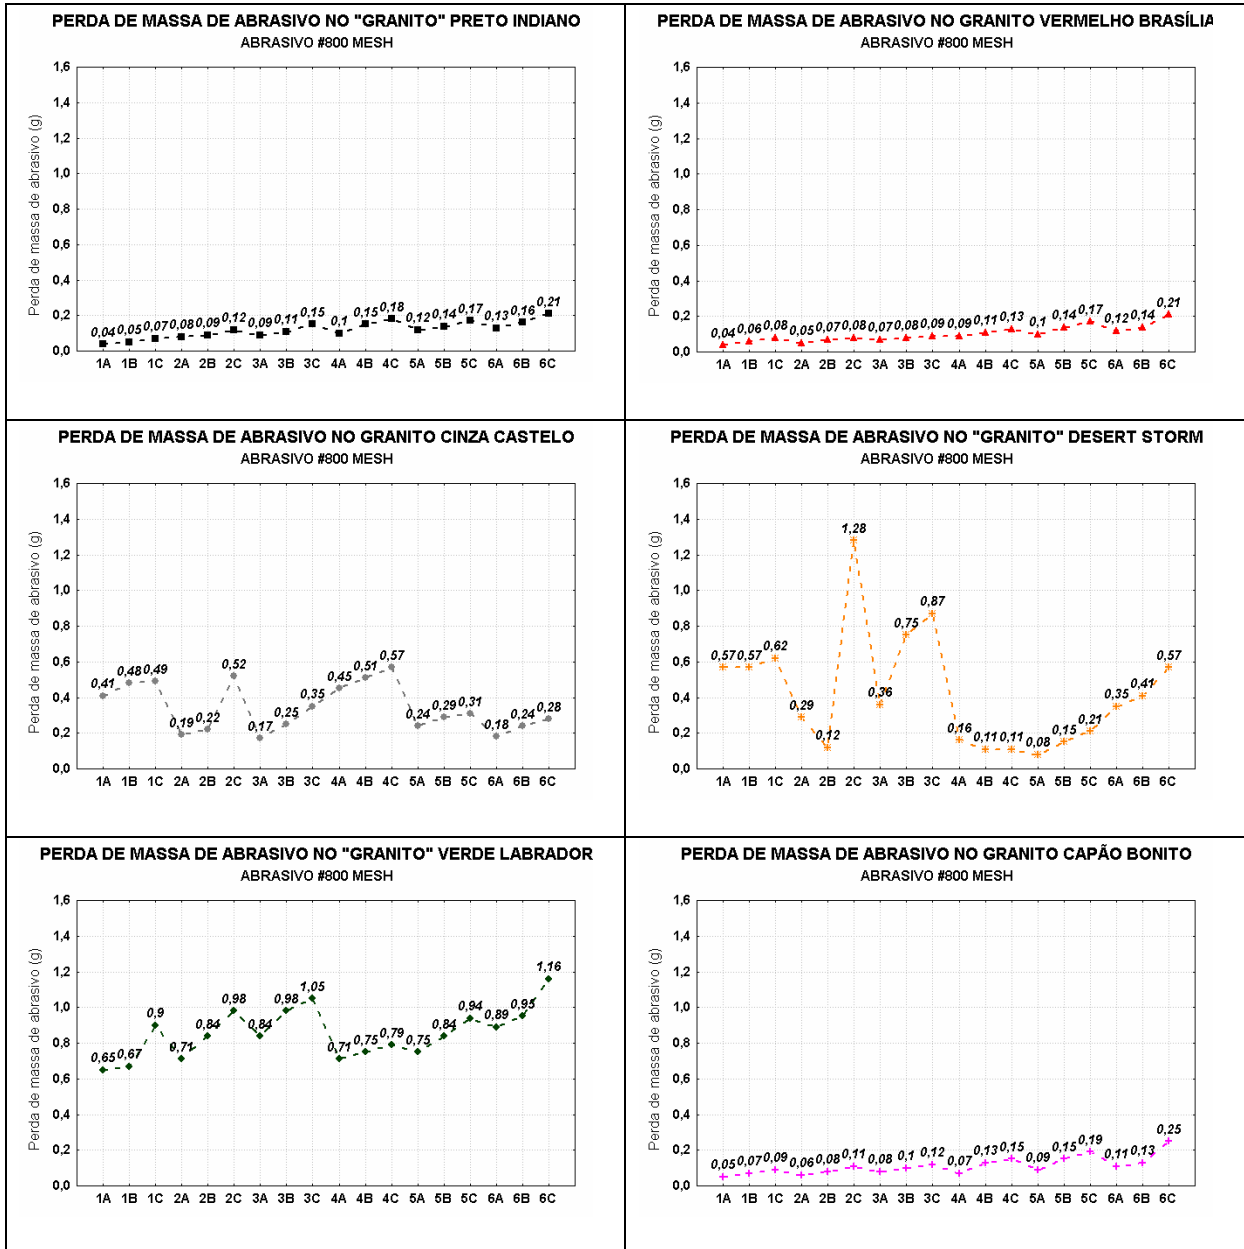 PERDA DE MASSA DE ABRASIVO NO "GRANITO" PRETO INDIANO
ABRASIVO #800 MESH
Perda de massa de abrasivo (g)
1,6
1,4
1,2
1,0
0,8
0,6
0,4
0,2
0,0
0,04 0,05 0,07 0,08 0,09 0,12 0,09 0,11 0,15 0,1 0,15 0,18 0,12 0,14 0,17 0,13 0,16 0,21
1A 1B 1C 2A 2B 2C 3A 3B 3C 4A 4B 4C 5A 5B 5C 6A 6B 6C
PERDA DE MASSA DE ABRASIVO NO GRANITO VERMELHO BRASÍLIA
ABRASIVO #800 MESH
Perda de massa de abrasivo (g)
1,6
1,4
1,2
1,0
0,8
0,6
0,4
0,2
0,0
0,04 0,06 0,08 0,05 0,07 0,08 0,07 0,08 0,09 0,09 0,11 0,13 0,1 0,14 0,17 0,12 0,14 0,21
1A 1B 1C 2A 2B 2C 3A 3B 3C 4A 4B 4C 5A 5B 5C 6A 6B 6C
PERDA DE MASSA DE ABRASIVO NO GRANITO CINZA CASTELO
ABRASIVO #800 MESH
Perda de massa de abrasivo (g)
1,6
1,4
1,2
1,0
0,8
0,6
0,4
0,2
0,0
0,41 0,48 0,49 0,19 0,22 0,52 0,17 0,25 0,35 0,45 0,51 0,57 0,24 0,29 0,31 0,18 0,24 0,28
1A 1B 1C 2A 2B 2C 3A 3B 3C 4A 4B 4C 5A 5B 5C 6A 6B 6C
PERDA DE MASSA DE ABRASIVO NO "GRANITO" DESERT STORM
ABRASIVO #800 MESH
Perda de massa de abrasivo (g)
1,6
1,4
1,2
1,0
0,8
0,6
0,4
0,2
0,0
0,57 0,57 0,62 0,29 0,12 1,28 0,36 0,75 0,87 0,16 0,11 0,11 0,08 0,15 0,21 0,35 0,41 0,57
1A 1B 1C 2A 2B 2C 3A 3B 3C 4A 4B 4C 5A 5B 5C 6A 6B 6C
PERDA DE MASSA DE ABRASIVO NO "GRANITO" VERDE LABRADOR
ABRASIVO #800 MESH
Perda de massa de abrasivo (g)
1,6
1,4
1,2
1,0
0,8
0,6
0,4
0,2
0,0
0,65 0,67 0,9 0,71 0,84 0,98 0,84 0,98 1,05 0,71 0,75 0,79 0,75 0,84 0,94 0,89 0,95 1,16
1A 1B 1C 2A 2B 2C 3A 3B 3C 4A 4B 4C 5A 5B 5C 6A 6B 6C
PERDA DE MASSA DE ABRASIVO NO GRANITO CAPÃO BONITO
ABRASIVO #800 MESH
Perda de massa de abrasivo (g)
1,6
1,4
1,2
1,0
0,8
0,6
0,4
0,2
0,0
0,05 0,07 0,09 0,06 0,08 0,11 0,08 0,1 0,12 0,07 0,13 0,15 0,09 0,15 0,19 0,11 0,13 0,25
1A 1B 1C 2A 2B 2C 3A 3B 3C 4A 4B 4C 5A 5B 5C 6A 6B 6C